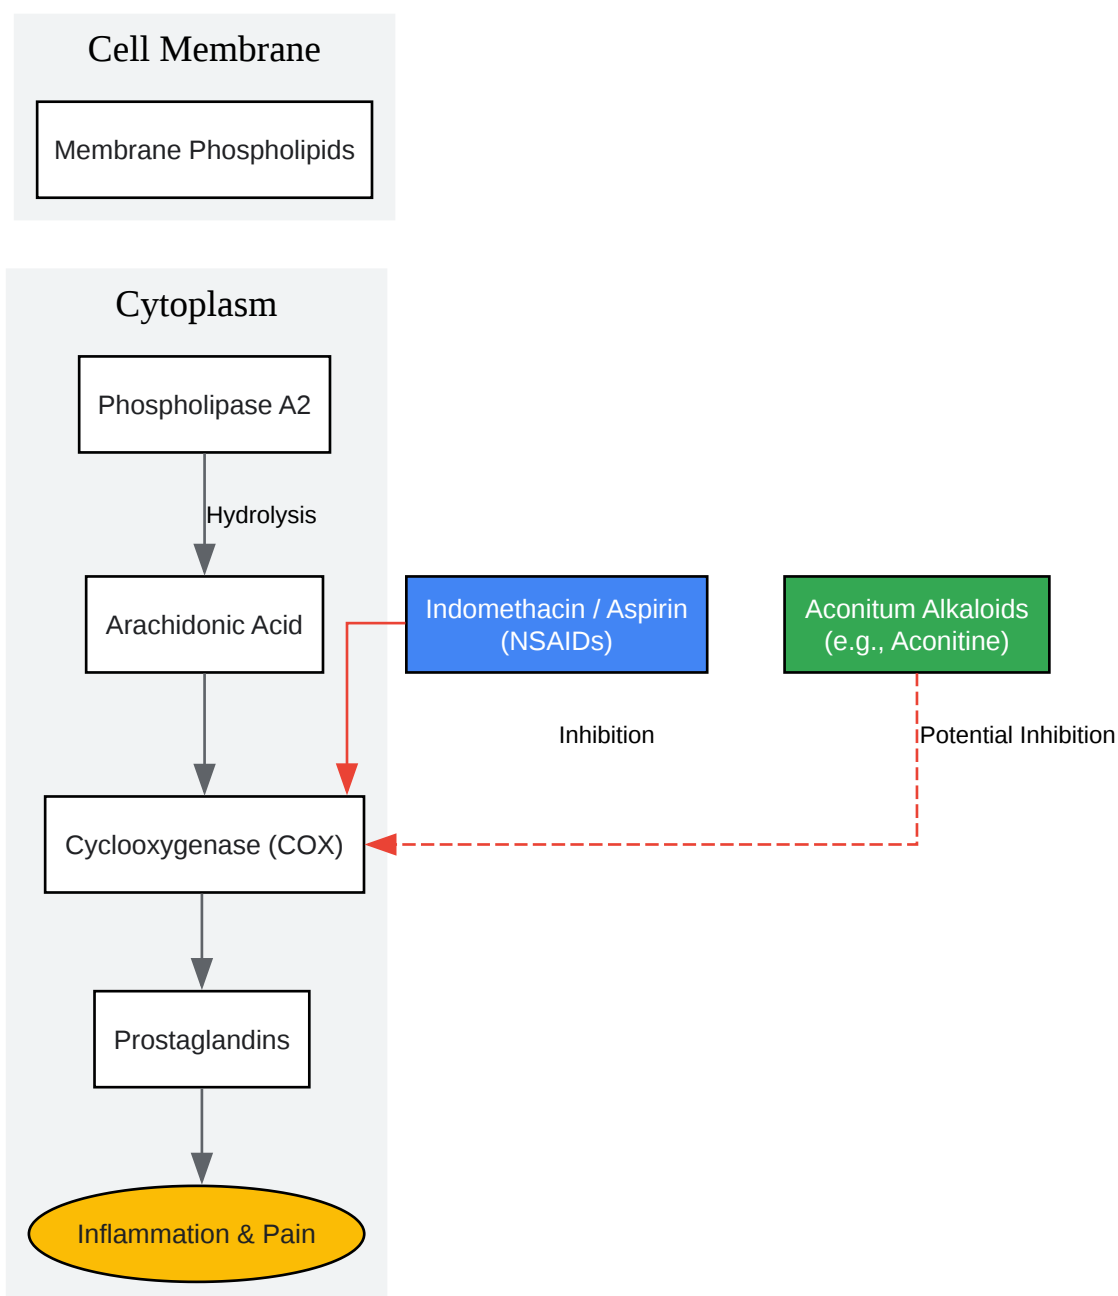 Cell Membrane
Membrane Phospholipids
Cytoplasm
Phospholipase A2
Hydrolysis
Arachidonic Acid
Indomethacin / Aspirin
(NSAIDs)
Aconitum Alkaloids
(e.g., Aconitine)
Inhibition
Potential Inhibition
Cyclooxygenase (COX)
Prostaglandins
Inflammation & Pain